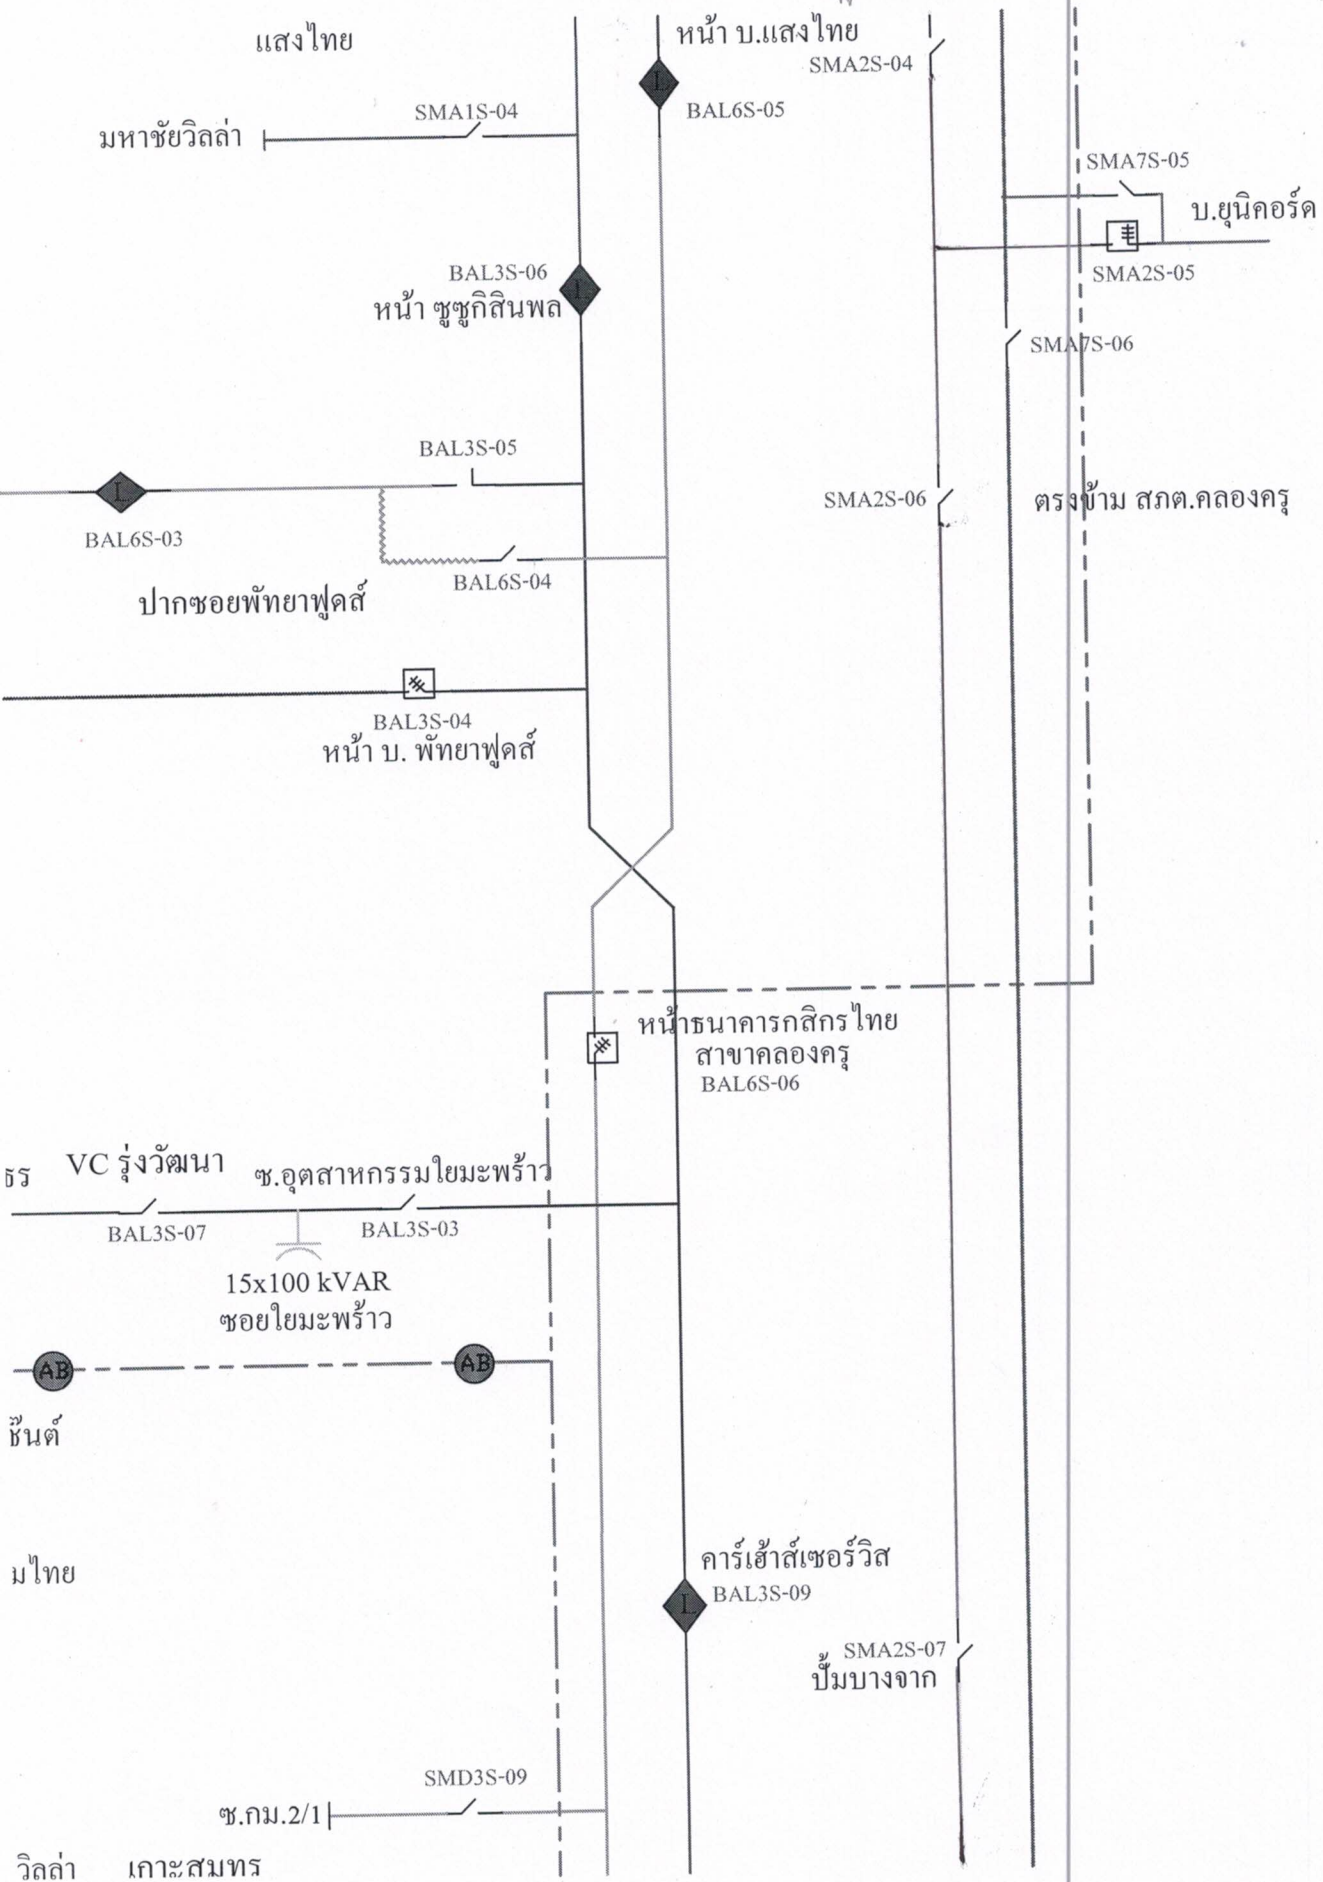 แสงไทย
หน้า บ.แสงไทย
SMA2S-04
L
BAL6S-05
SMA1S-04
มหาชัยวิลล่า
SMA7S-05
บ.ยูนิคอร์ด
SMA2S-05
BAL3S-06
L
หน้า ซูซูกิสินพล
SMA7S-06
BAL3S-05
L
BAL6S-03
SMA2S-06
ตรงข้าม สภต.คลองครุ
BAL6S-04
ปากซอยพัทยาฟูดส์
BAL3S-04
หน้า บ. พัทยาฟูดส์
หน้าธนาคารกสิกรไทย
สาขาคลองครุ
BAL6S-06
ธร
VC รุ่งวัฒนา
ซ.อุตสาหกรรมใยมะพร้าว
BAL3S-07
BAL3S-03
15x100 kVAR
ซอยใยมะพร้าว
AB
AB
ซ๊นต์
มไทย
คาร์เฮ้าส์เซอร์วิส
L
BAL3S-09
SMA2S-07
ปั๊มบางจาก
SMD3S-09
ซ.กม.2/1
วิลล่า
เกาะสมทร